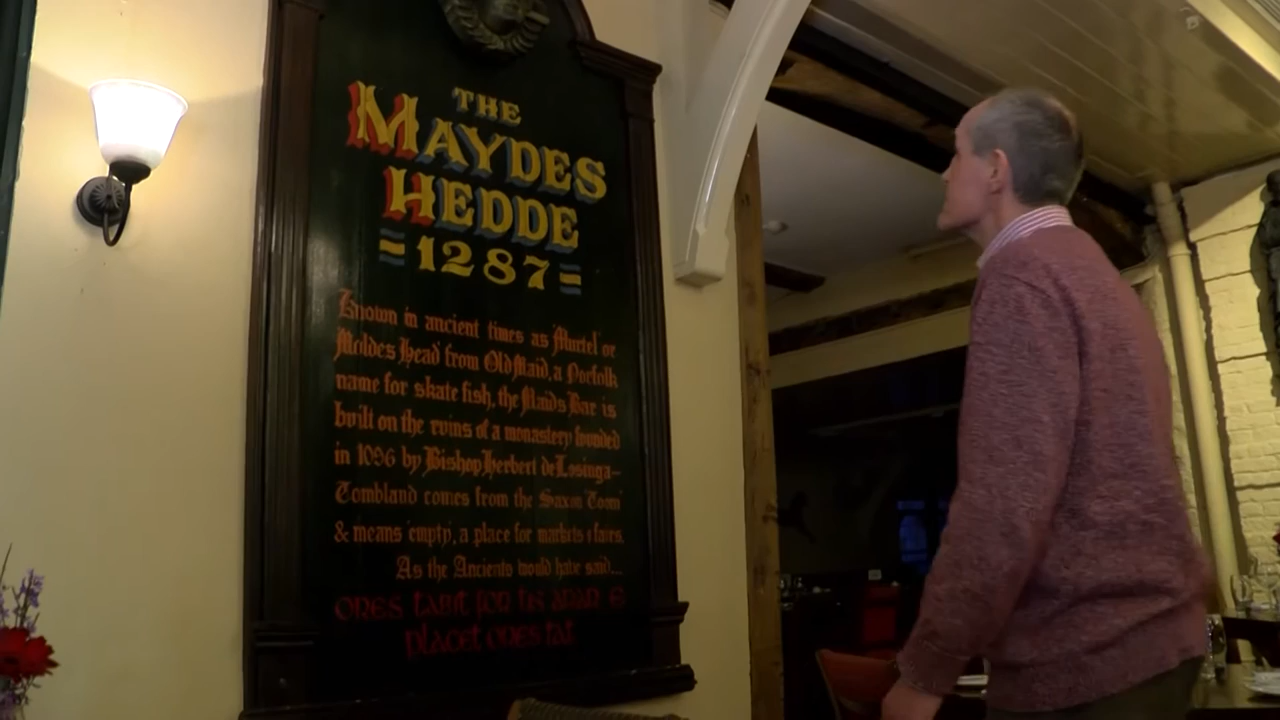 THE
MAYDES
HEDDE
=1287=
Known in ancient times as 'Murtel' or
Moldes Head from Old Maid, a Norfolk
name for skate fish, the Maids Bar is
built on the ruins of a monastery founded
in 1096 by Bishop Herbert de Losinga-
Tombland comes from the Saxon 'Toom'
& means empty, a place for markets & faires.
As the Ancients would have said...